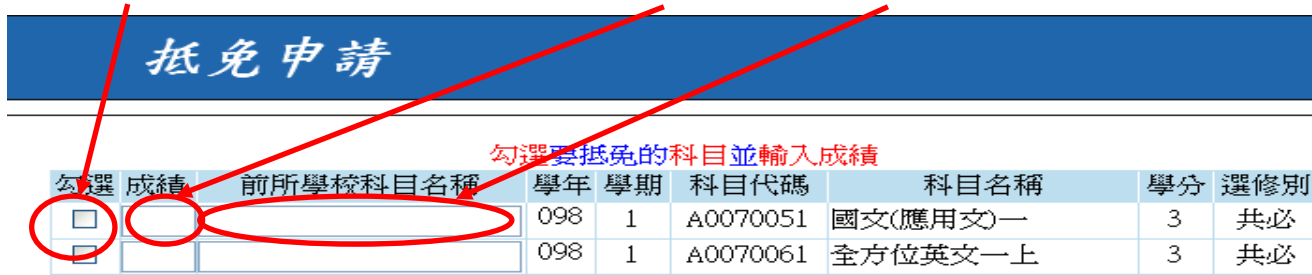 抵免申請
勾選要抵免的科目並輸入成績
勾選 成績 前所學校科目名稱 學年 學期 科目代碼 科目名稱 學分 選修別
098 1 A0070051 國文(應用文)一 3 共必
098 1 A0070061 全方位英文一上 3 共必